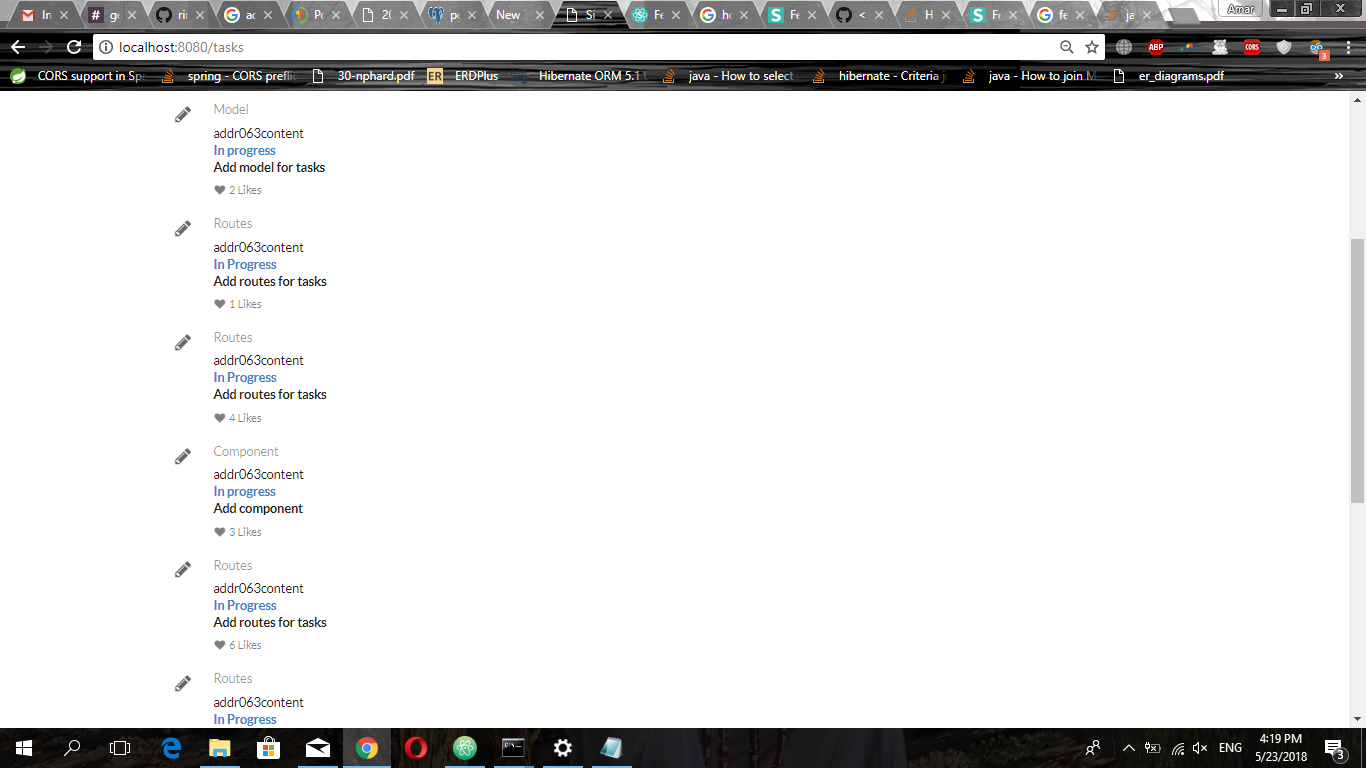 In
g
ri
ac
Po
20
po
New T
Si
Fe
ho
Fe
<
H
Fe
fe
ja
Amar
localhost:8080/tasks
ABP
CORS
3
CORS support in Sp
spring - CORS prefli
30-nphard.pdf
ER
ERDPlus
Hibernate ORM 5.1
java - How to select
hibernate - Criteria j
java - How to join M
er_diagrams.pdf
»
Model
addr063content
In progress
Add model for tasks
2 Likes
Routes
addr063content
In Progress
Add routes for tasks
1 Likes
Routes
addr063content
In Progress
Add routes for tasks
4 Likes
Component
addr063content
In progress
Add component
3 Likes
Routes
addr063content
In Progress
Add routes for tasks
6 Likes
Routes
addr063content
In Progress
ENG
4:19 PM
5/23/2018
3